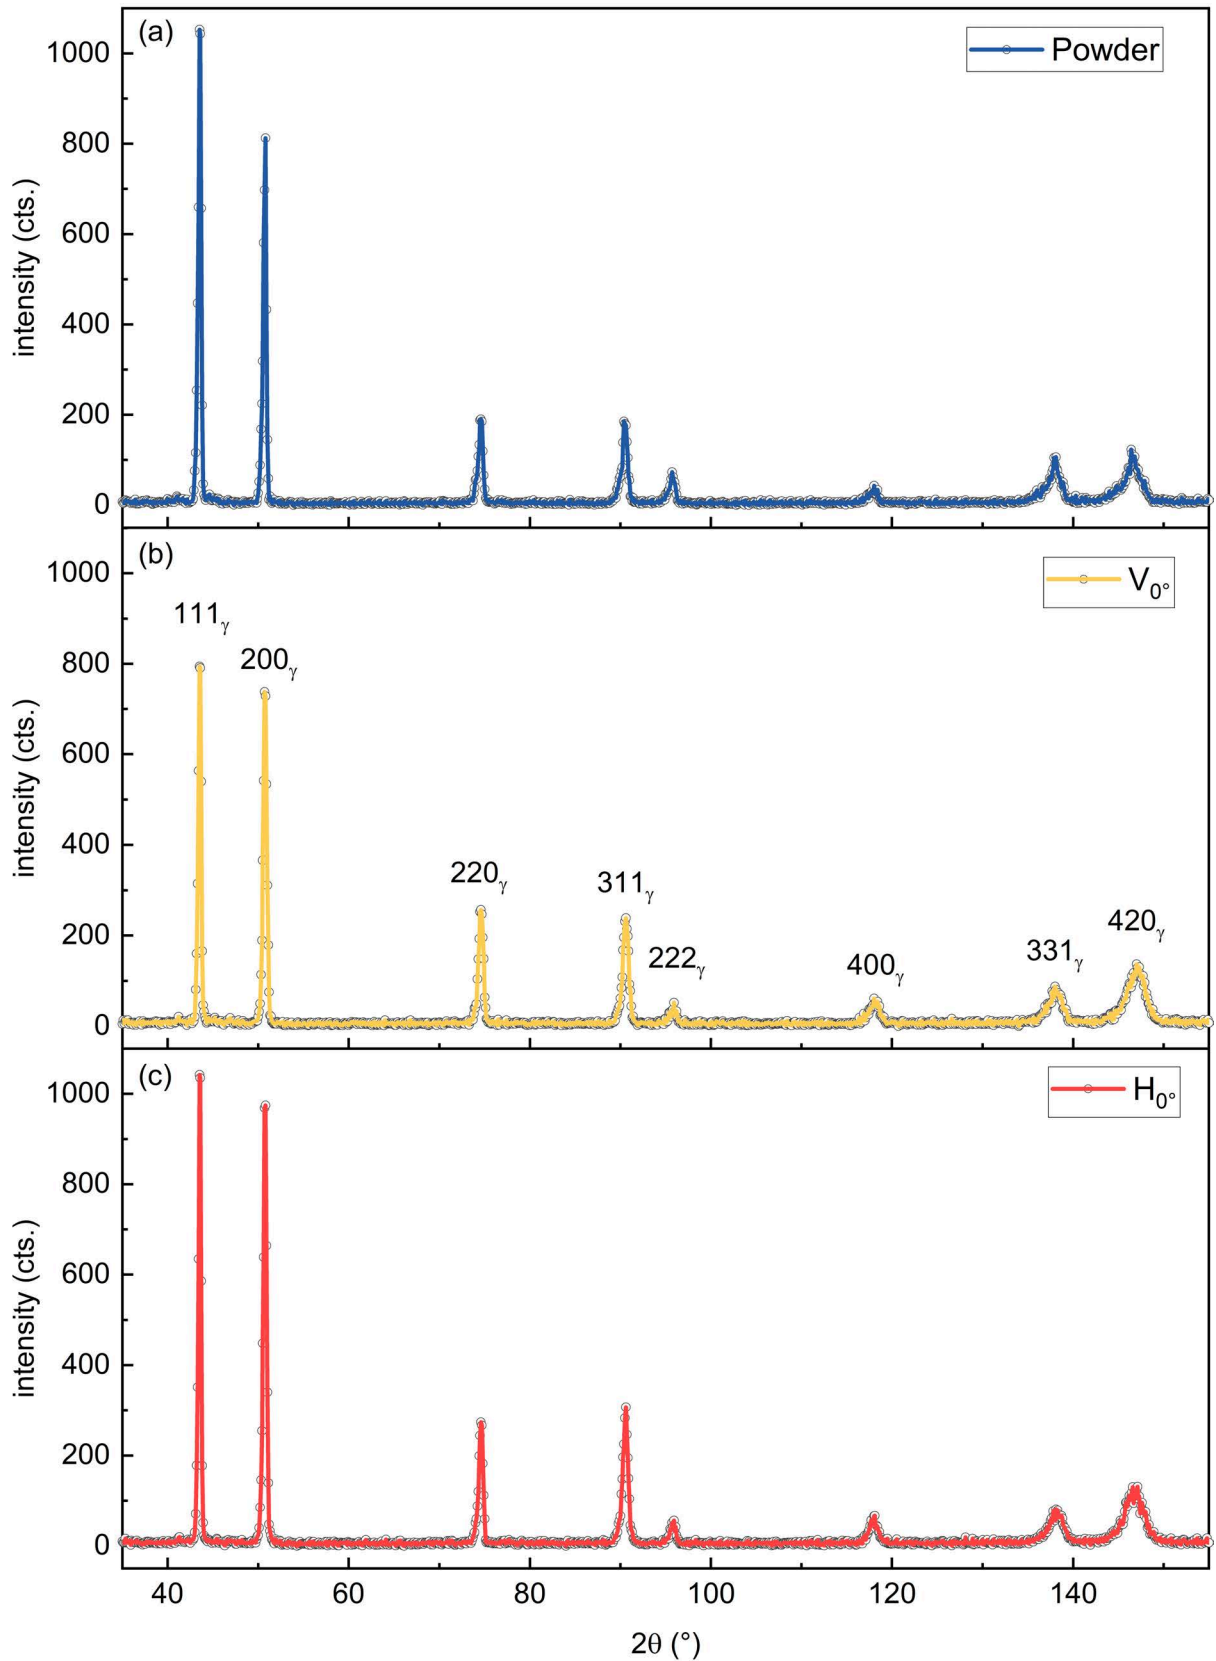 (a)
Powder
1000
800
600
400
200
0
intensity (cts.)
(b)
V0°
1000
800
600
400
200
0
intensity (cts.)
111γ
200γ
220γ
311γ
222γ
400γ
331γ
420γ
(c)
H0°
1000
800
600
400
200
0
intensity (cts.)
40 60 80 100 120 140
2θ (°)